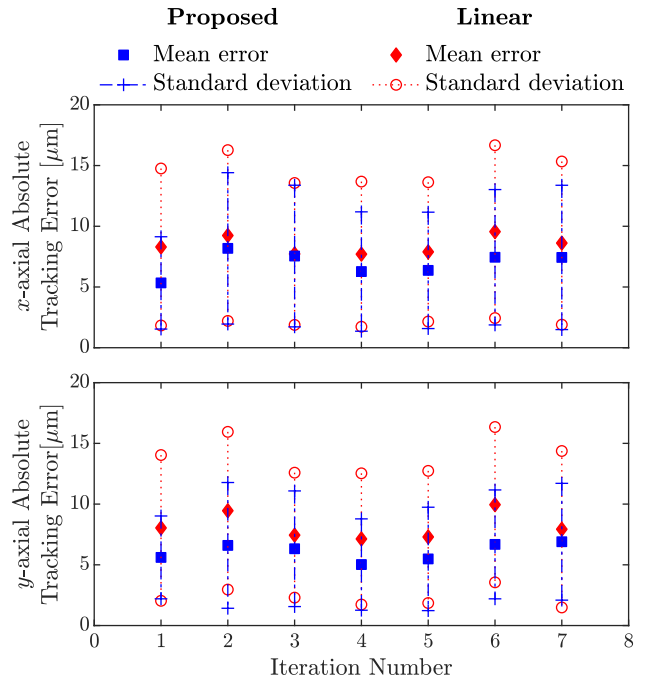 Proposed Linear
Mean error Mean error
Standard deviation Standard deviation
20
15
10
5
0
x-axial Absolute
Tracking Error [μm]
20
15
10
5
0
y-axial Absolute
Tracking Error[μm]
0 1 2 3 4 5 6 7 8
Iteration Number